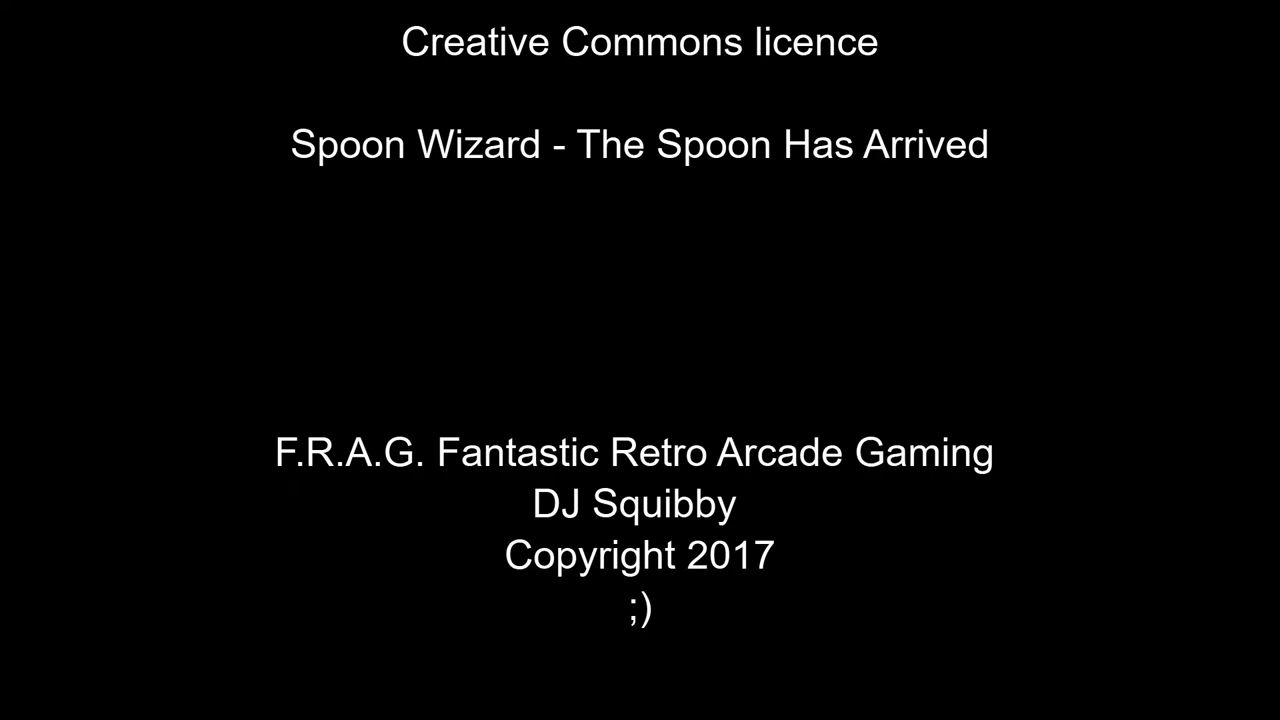 Creative Commons licence
Spoon Wizard - The Spoon Has Arrived
F.R.A.G. Fantastic Retro Arcade Gaming
DJ Squibby
Copyright 2017
;)